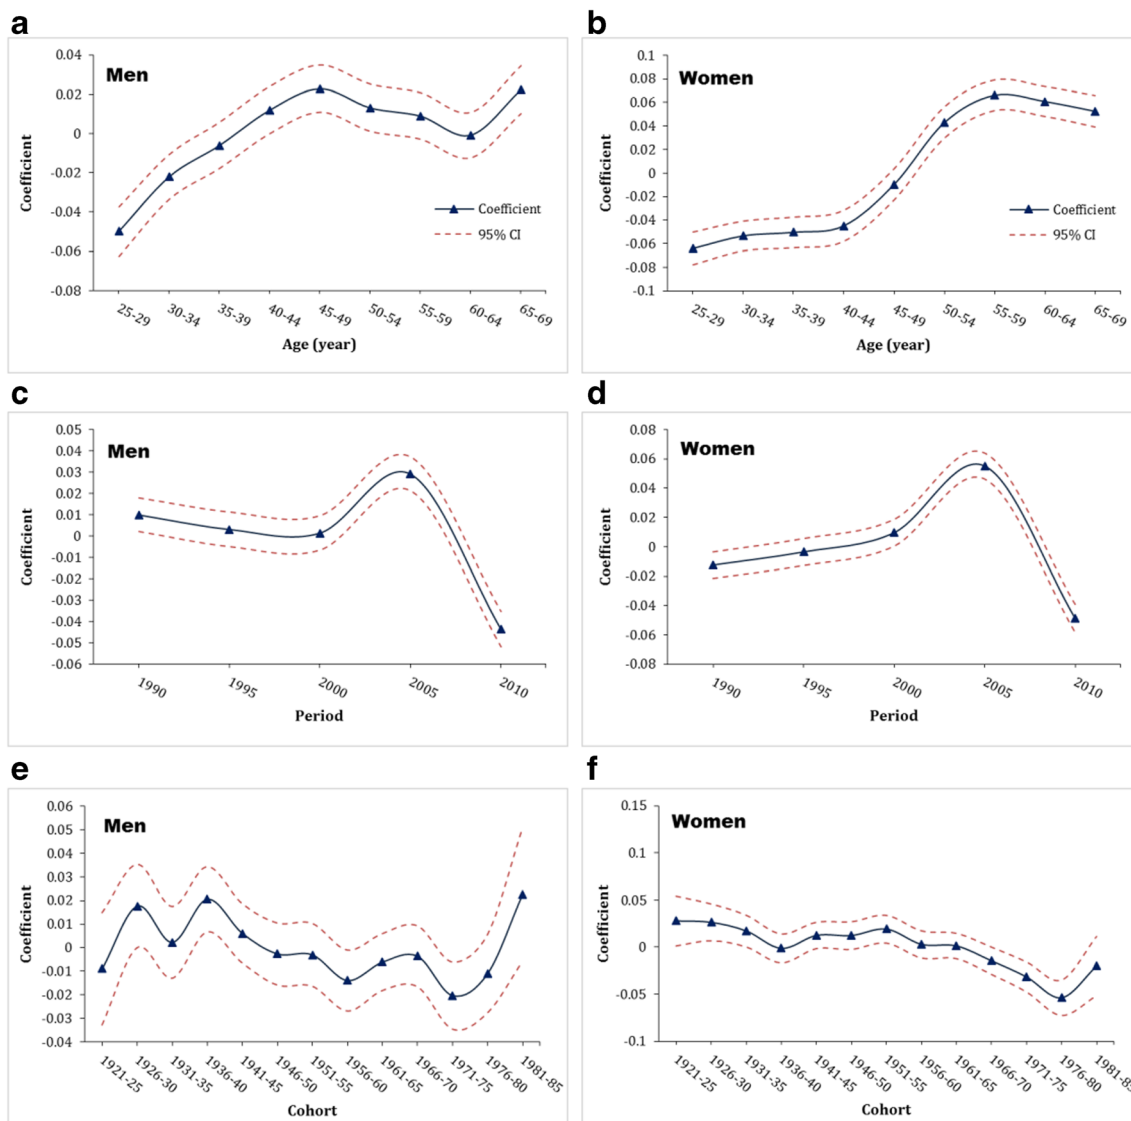 a
Men
0.04
0.02
0
-0.02
-0.04
-0.06
-0.08
Coefficient
Coefficient
95% CI
25-29 30-34 35-39 40-44 45-49 50-54 55-59 60-64 65-69
Age (year)
b
Women
0.1
0.08
0.06
0.04
0.02
0
-0.02
-0.04
-0.06
-0.08
-0.1
Coefficient
Coefficient
95% CI
25-29 30-34 35-39 40-44 45-49 50-54 55-59 60-64 65-69
Age (year)
c
Men
0.05
0.04
0.03
0.02
0.01
0
-0.01
-0.02
-0.03
-0.04
-0.05
-0.06
Coefficient
1990 1995 2000 2005 2010
Period
d
Women
0.08
0.06
0.04
0.02
0
-0.02
-0.04
-0.06
-0.08
Coefficient
1990 1995 2000 2005 2010
Period
e
Men
0.06
0.05
0.04
0.03
0.02
0.01
0
-0.01
-0.02
-0.03
-0.04
Coefficient
1921-25 1926-30 1931-35 1936-40 1941-45 1946-50 1951-55 1956-60 1961-65 1966-70 1971-75 1976-80 1981-85
Cohort
f
Women
0.15
0.1
0.05
0
-0.05
-0.1
Coefficient
1921-25 1926-30 1931-35 1936-40 1941-45 1946-50 1951-55 1956-60 1961-65 1966-70 1971-75 1976-80 1981-85
Cohort